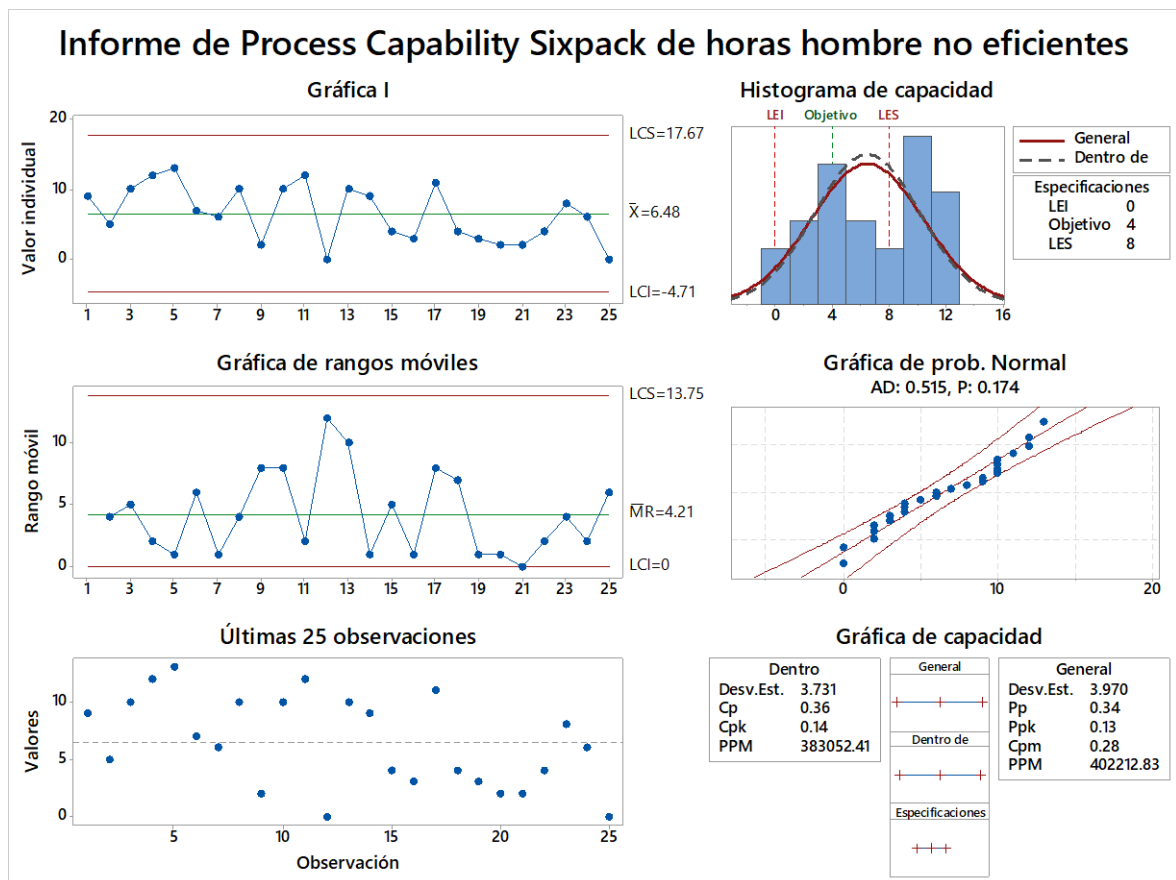 Informe de Process Capability Sixpack de horas hombre no eficientes
Gráfica I
Valor individual
20
10
0
LCS=17.67
X̄=6.48
LCI=-4.71
1 3 5 7 9 11 13 15 17 19 21 23 25
Histograma de capacidad
LEI Objetivo LES
General
Dentro de
Especificaciones
LEI 0
Objetivo 4
LES 8
0 4 8 12 16
Gráfica de rangos móviles
Rango móvil
10
5
0
LCS=13.75
M̄R=4.21
LCI=0
1 3 5 7 9 11 13 15 17 19 21 23 25
Gráfica de prob. Normal
AD: 0.515, P: 0.174
0 10 20
Últimas 25 observaciones
Valores
10
5
0
5 10 15 20 25
Observación
Gráfica de capacidad
Dentro
Desv.Est. 3.731
Cp 0.36
Cpk 0.14
PPM 383052.41
General
Dentro de
Especificaciones
General
Desv.Est. 3.970
Pp 0.34
Ppk 0.13
Cpm 0.28
PPM 402212.83